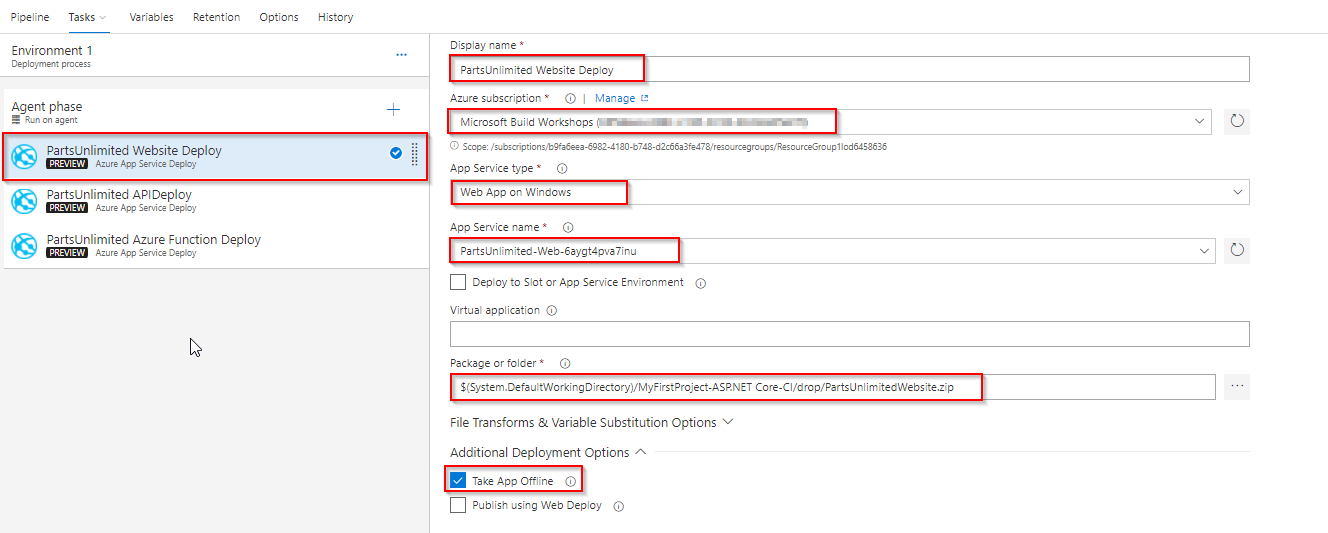 Pipeline Tasks Variables Retention Options History
Environment 1
Deployment process
...
Agent phase
Run on agent
PartsUnlimited Website Deploy
PREVIEW Azure App Service Deploy
PartsUnlimited APIDeploy
PREVIEW Azure App Service Deploy
PartsUnlimited Azure Function Deploy
PREVIEW Azure App Service Deploy
Display name *
PartsUnlimited Website Deploy
Azure subscription * | Manage
Microsoft Build Workshops (
Scope: /subscriptions/b9fa6eea-6982-4180-b748-d2c66a3fe478/resourcegroups/ResourceGroup1lod6458636
App Service type *
Web App on Windows
App Service name *
PartsUnlimited-Web-6aygt4pva7inu
Deploy to Slot or App Service Environment
Virtual application
Package or folder *
$(System.DefaultWorkingDirectory)/MyFirstProject-ASP.NET Core-CI/drop/PartsUnlimitedWebsite.zip
...
File Transforms & Variable Substitution Options
Additional Deployment Options
Take App Offline
Publish using Web Deploy